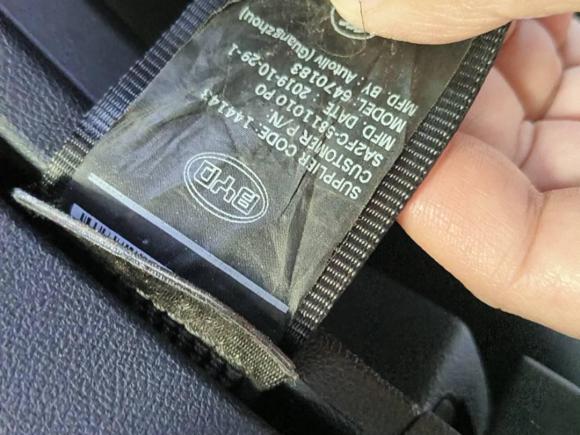 BYD
SUPPLIER CODE: 144143
CUSTOMER P/N:
SA2FC-5811010 P0
MFD DATE : 2019-10-29-1
MODEL: 6470183
MFD. BY: Autoliv (Guangzhou)